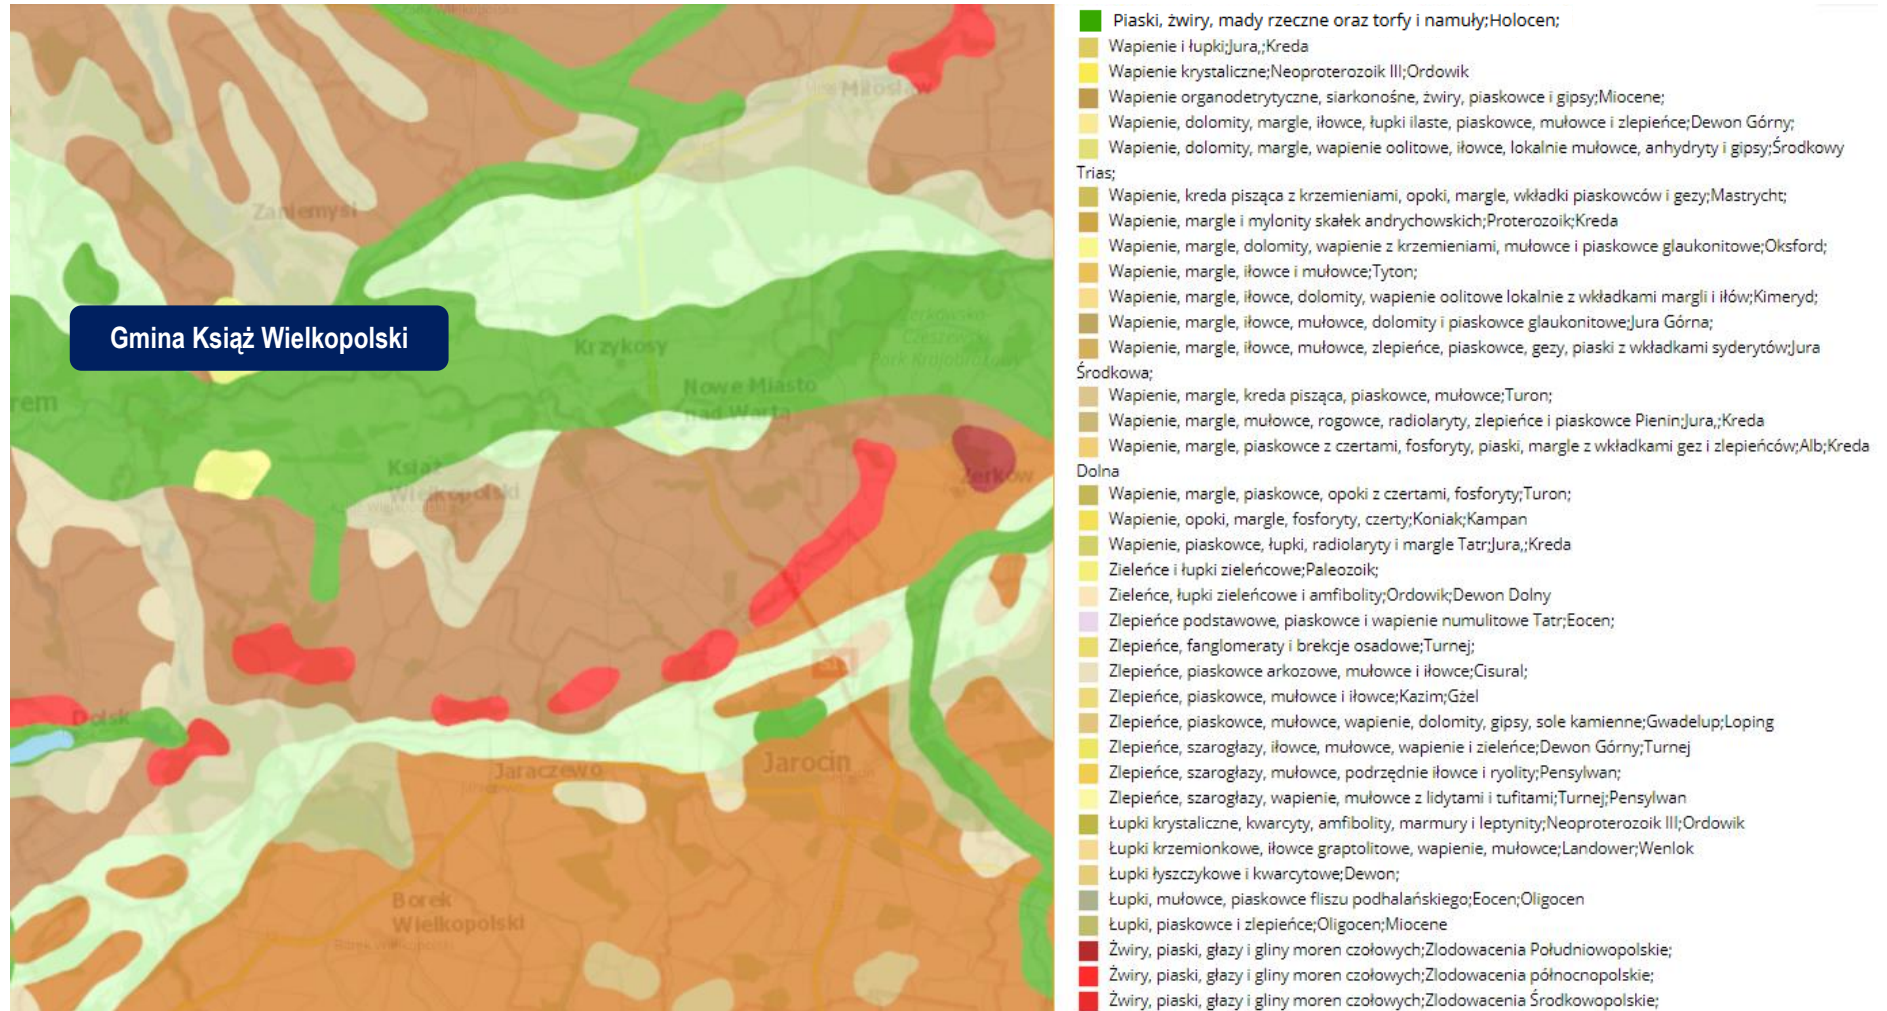 Zaniemyśl
Miłosław
Gmina Książ Wielkopolski
Krzykosy
Nowe Miasto
nad Wartą
Żerkowsko-
Czeszewski
Park Krajobrazowy
rem
Książ
Wielkopolski
Żerków
Dolsk
Jaraczewo
Jarocin
Borek
Wielkopolski
Piaski, żwiry, mady rzeczne oraz torfy i namuły;Holocen;
Wapienie i łupki;Jura,;Kreda
Wapienie krystaliczne;Neoproterozoik III;Ordowik
Wapienie organodetrytyczne, siarkonośne, żwiry, piaskowce i gipsy;Miocene;
Wapienie, dolomity, margle, iłowce, łupki ilaste, piaskowce, mułowce i zlepieńce;Dewon Górny;
Wapienie, dolomity, margle, wapienie oolitowe, iłowce, lokalnie mułowce, anhydryty i gipsy;Środkowy
Trias;
Wapienie, kreda pisząca z krzemieniami, opoki, margle, wkładki piaskowców i gezy;Mastrycht;
Wapienie, margle i mylonity skałek andrychowskich;Proterozoik;Kreda
Wapienie, margle, dolomity, wapienie z krzemieniami, mułowce i piaskowce glaukonitowe;Oksford;
Wapienie, margle, iłowce i mułowce;Tyton;
Wapienie, margle, iłowce, dolomity, wapienie oolitowe lokalnie z wkładkami margli i iłów;Kimeryd;
Wapienie, margle, iłowce, mułowce, dolomity i piaskowce glaukonitowe;Jura Górna;
Wapienie, margle, iłowce, mułowce, zlepieńce, piaskowce, gezy, piaski z wkładkami syderytów;Jura
Środkowa;
Wapienie, margle, kreda pisząca, piaskowce, mułowce;Turon;
Wapienie, margle, mułowce, rogowce, radiolaryty, zlepieńce i piaskowce Pienin;Jura,;Kreda
Wapienie, margle, piaskowce z czertami, fosforyty, piaski, margle z wkładkami gez i zlepieńców;Alb;Kreda
Dolna
Wapienie, margle, piaskowce, opoki z czertami, fosforyty;Turon;
Wapienie, opoki, margle, fosforyty, czerty;Koniak;Kampan
Wapienie, piaskowce, łupki, radiolaryty i margle Tatr;Jura,;Kreda
Zieleńce i łupki zieleńcowe;Paleozoik;
Zieleńce, łupki zieleńcowe i amfibolity;Ordowik;Dewon Dolny
Zlepieńce podstawowe, piaskowce i wapienie numulitowe Tatr;Eocen;
Zlepieńce, fanglomeraty i brekcje osadowe;Turnej;
Zlepieńce, piaskowce arkozowe, mułowce i iłowce;Cisural;
Zlepieńce, piaskowce, mułowce i iłowce;Kazim;Gżel
Zlepieńce, piaskowce, mułowce, wapienie, dolomity, gipsy, sole kamienne;Gwadelup;Loping
Zlepieńce, szarogłazy, iłowce, mułowce, wapienie i zieleńce;Dewon Górny;Turnej
Zlepieńce, szarogłazy, mułowce, podrzędnie iłowce i ryolity;Pensylwan;
Zlepieńce, szarogłazy, wapienie, mułowce z lidytami i tufitami;Turnej;Pensylwan
Łupki krystaliczne, kwarcyty, amfibolity, marmury i leptynity;Neoproterozoik III;Ordowik
Łupki krzemionkowe, iłowce graptolitowe, wapienie, mułowce;Landower;Wenlok
Łupki łyszczykowe i kwarcytowe;Dewon;
Łupki, mułowce, piaskowce fliszu podhalańskiego;Eocen;Oligocen
Łupki, piaskowce i zlepieńce;Oligocen;Miocene
Żwiry, piaski, głazy i gliny moren czołowych;Zlodowacenia Południowopolskie;
Żwiry, piaski, głazy i gliny moren czołowych;Zlodowacenia północnopolskie;
Żwiry, piaski, głazy i gliny moren czołowych;Zlodowacenia Środkowopolskie;